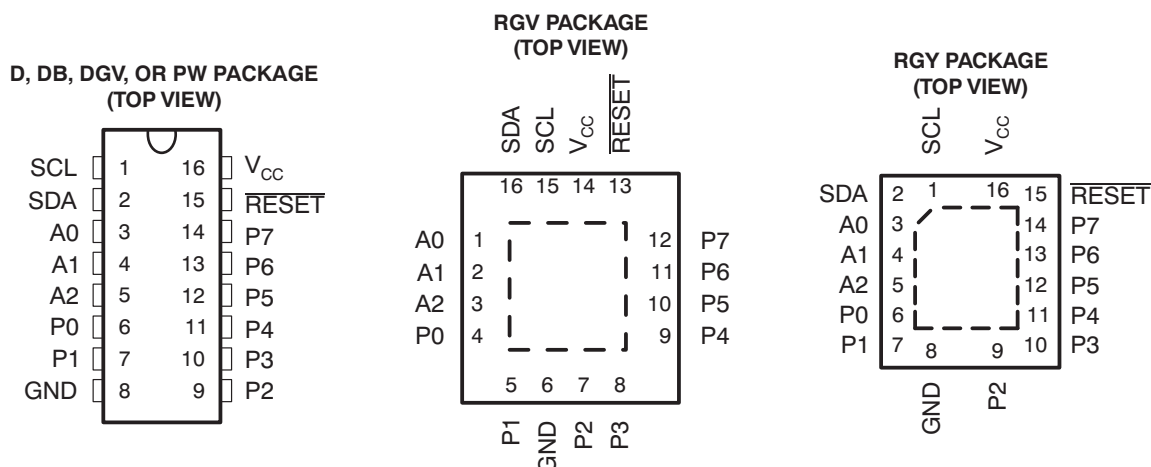 D, DB, DGV, OR PW PACKAGE
(TOP VIEW)
SCL 1 16 VCC
SDA 2 15 RESET
A0 3 14 P7
A1 4 13 P6
A2 5 12 P5
P0 6 11 P4
P1 7 10 P3
GND 8 9 P2
RGV PACKAGE
(TOP VIEW)
SDA SCL VCC RESET
16 15 14 13
A0 1 12 P7
A1 2 11 P6
A2 3 10 P5
P0 4 9 P4
5 6 7 8
P1 GND P2 P3
RGY PACKAGE
(TOP VIEW)
SCL VCC
SDA 2 1 16 15 RESET
A0 3 14 P7
A1 4 13 P6
A2 5 12 P5
P0 6 11 P4
P1 7 8 9 10 P3
GND P2